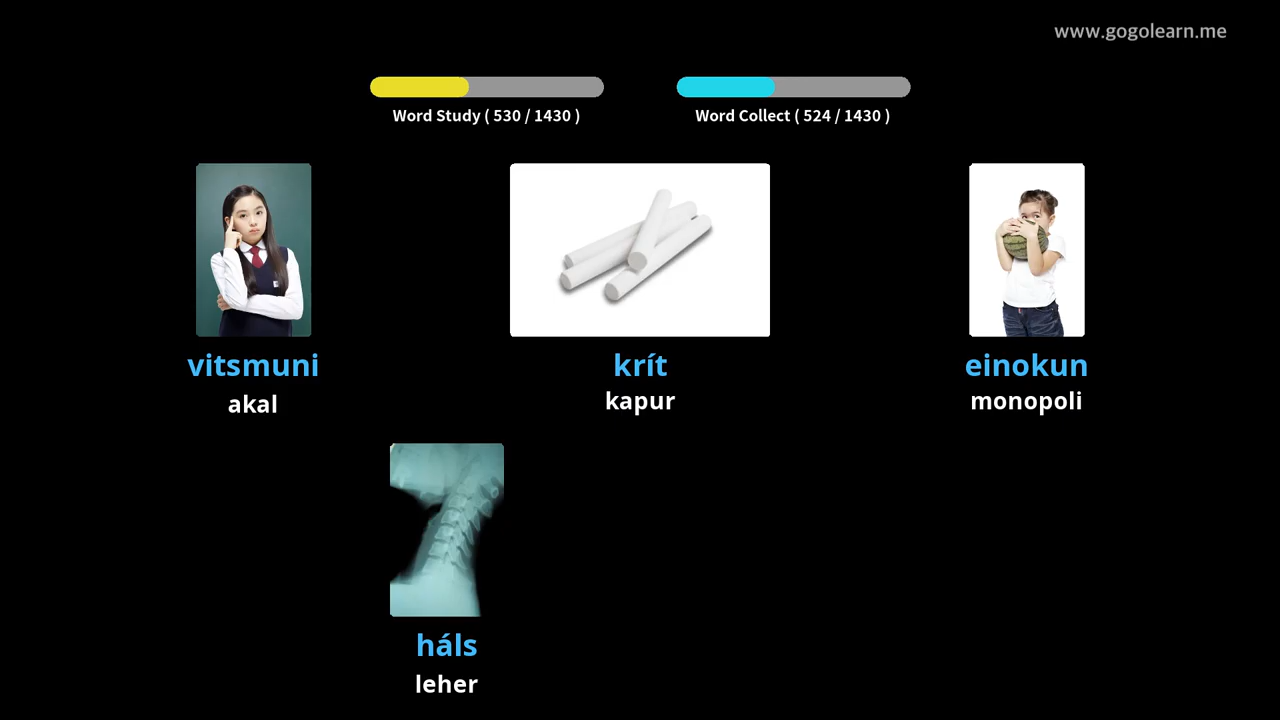 www.gogolearn.me
Word Study ( 530 / 1430 )
Word Collect ( 524 / 1430 )
vitsmuni
akal
krít
kapur
einokun
monopoli
háls
leher